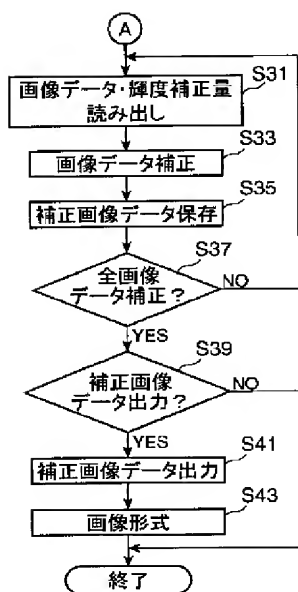 A
S31
画像データ・輝度補正量
読み出し
S33
画像データ補正
S35
補正画像データ保存
S37
全画像
データ補正?
NO
YES
S39
補正画像
データ出力?
NO
YES
S41
補正画像データ出力
S43
画像形式
終了